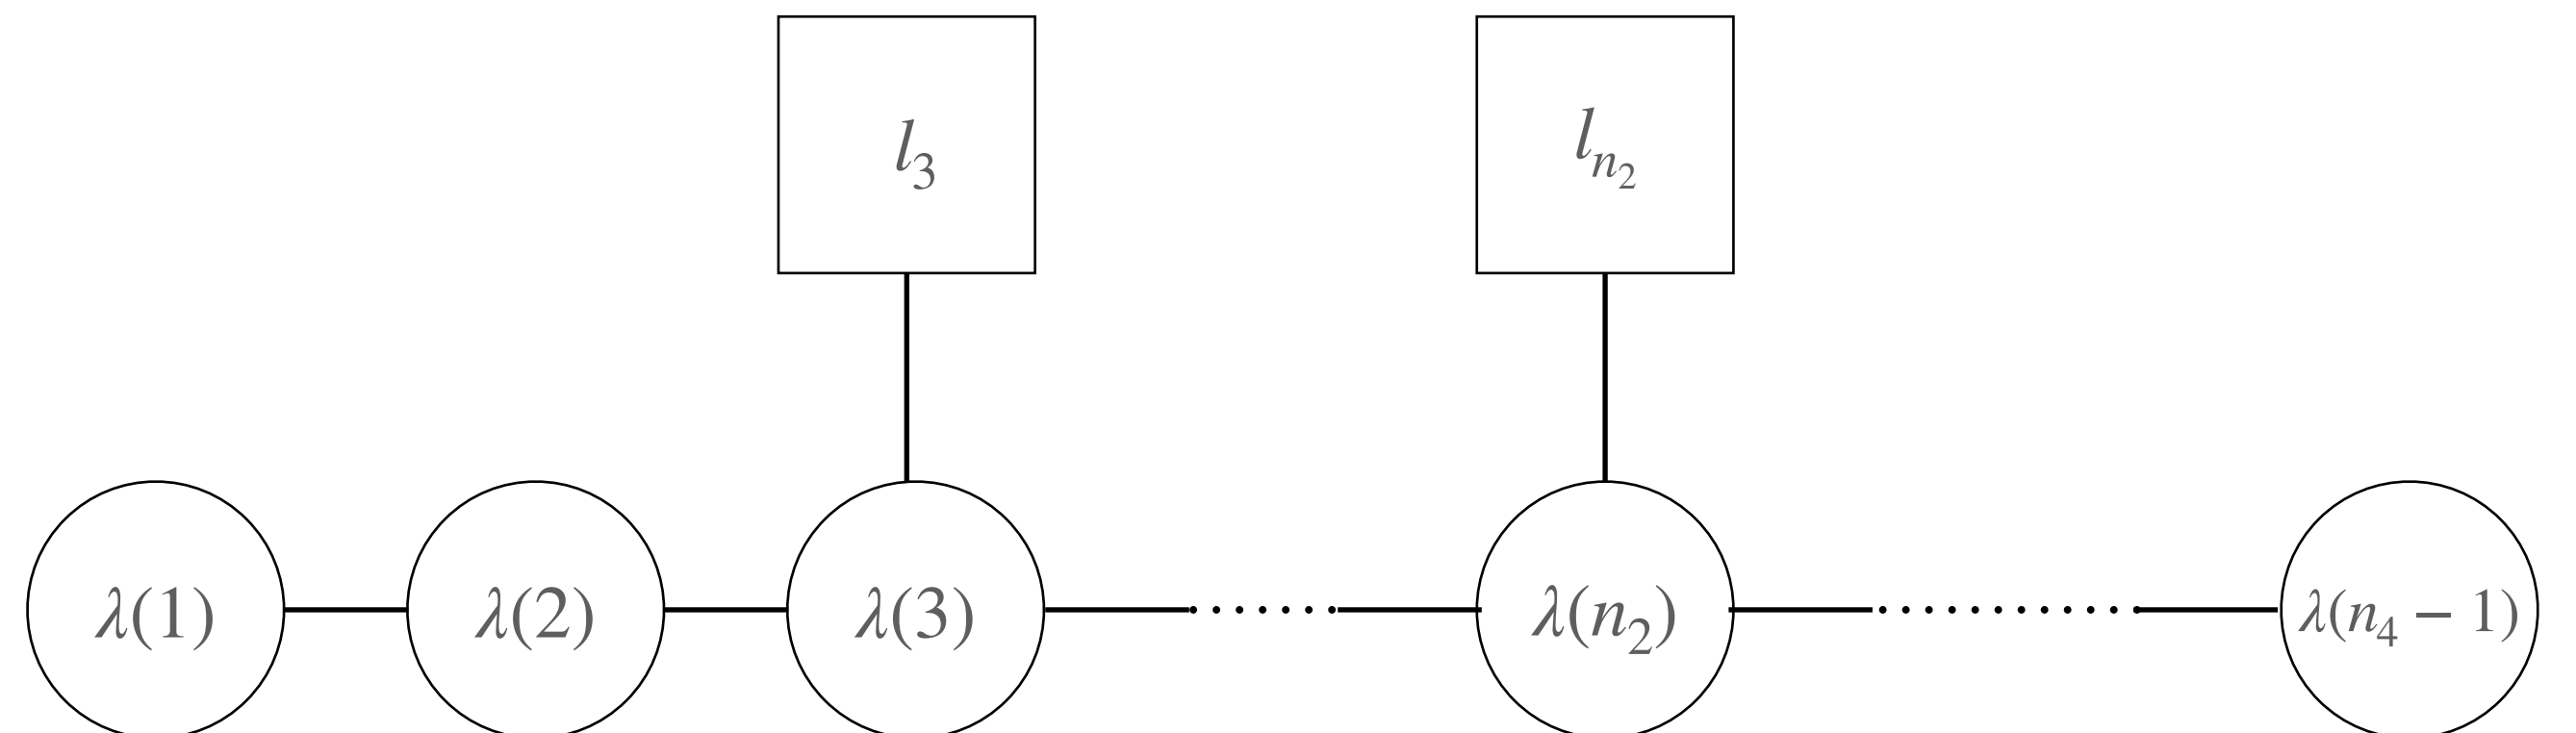 l₃ lₙ₂
λ(1) λ(2) λ(3) λ(n₂) λ(n₄ − 1)